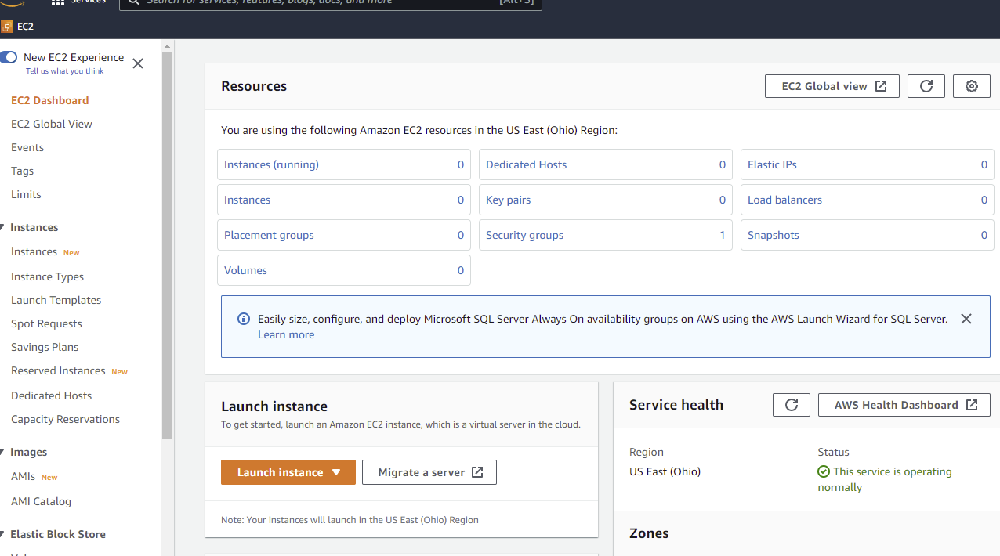 Services
Search for services, features, blogs, docs, and more
[Alt+S]
EC2
New EC2 Experience
Tell us what you think
EC2 Dashboard
EC2 Global View
Events
Tags
Limits
Instances
Instances New
Instance Types
Launch Templates
Spot Requests
Savings Plans
Reserved Instances New
Dedicated Hosts
Capacity Reservations
Images
AMIs New
AMI Catalog
Elastic Block Store
Resources
EC2 Global view
You are using the following Amazon EC2 resources in the US East (Ohio) Region:
Instances (running) 0
Dedicated Hosts 0
Elastic IPs 0
Instances 0
Key pairs 0
Load balancers 0
Placement groups 0
Security groups 1
Snapshots 0
Volumes 0
Easily size, configure, and deploy Microsoft SQL Server Always On availability groups on AWS using the AWS Launch Wizard for SQL Server.
Learn more
Launch instance
To get started, launch an Amazon EC2 instance, which is a virtual server in the cloud.
Launch instance
Migrate a server
Note: Your instances will launch in the US East (Ohio) Region
Service health
AWS Health Dashboard
Region
Status
US East (Ohio)
This service is operating
normally
Zones